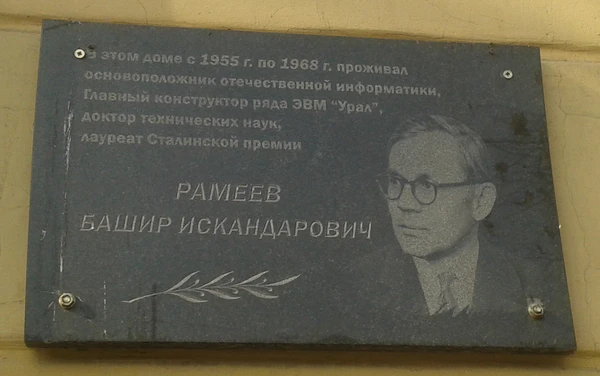 В этом доме с 1955 г. по 1968 г. проживал
основоположник отечественной информатики,
Главный конструктор ряда ЭВМ "Урал",
доктор технических наук,
лауреат Сталинской премии
РАМЕЕВ
БАШИР ИСКАНДАРОВИЧ